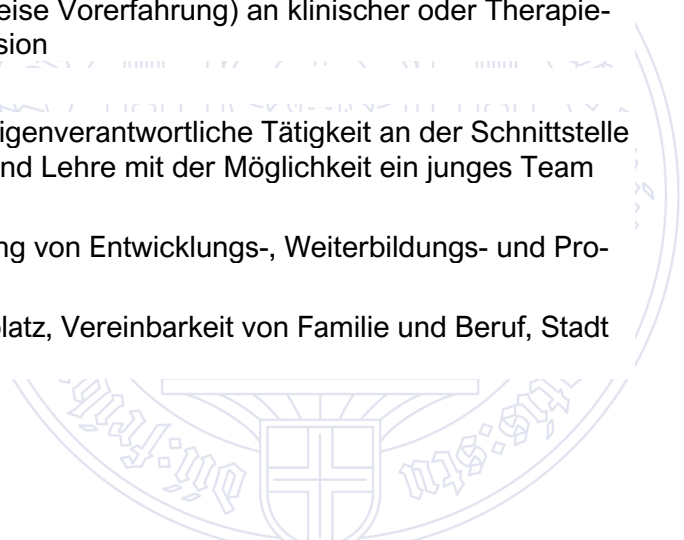 eise Vorerfahrung) an klinischer oder Therapie-
sion
igenverantwortliche Tätigkeit an der Schnittstelle
nd Lehre mit der Möglichkeit ein junges Team
ng von Entwicklungs-, Weiterbildungs- und Pro-
latz, Vereinbarkeit von Familie und Beruf, Stadt